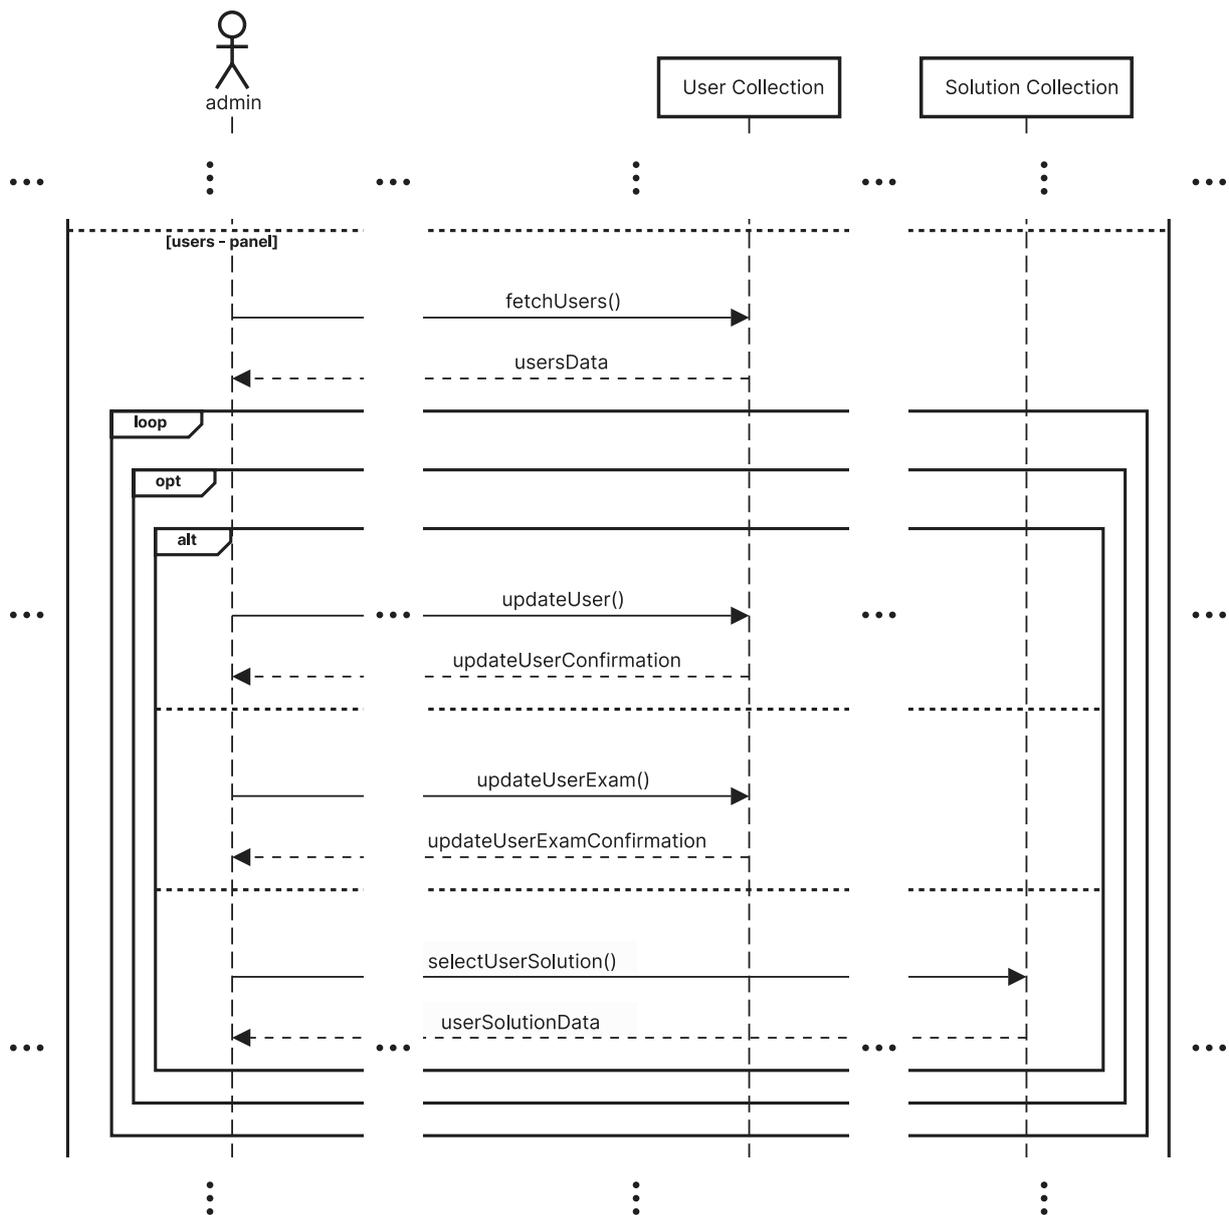 admin
User Collection
Solution Collection
[users - panel]
fetchUsers()
usersData
loop
opt
alt
updateUser()
updateUserConfirmation
updateUserExam()
updateUserExamConfirmation
selectUserSolution()
userSolutionData